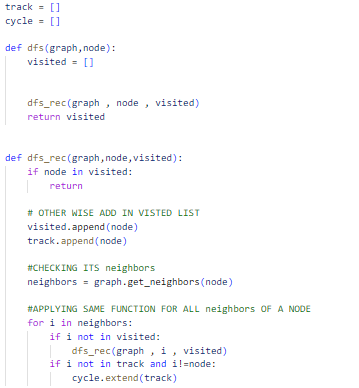 track = []
cycle = []
def dfs(graph,node):
visited = []
dfs_rec(graph , node , visited)
return visited
def dfs_rec(graph,node,visited):
if node in visited:
return
# OTHER WISE ADD IN VISTED LIST
visited.append(node)
track.append(node)
#CHECKING ITS neighbors
neighbors = graph.get_neighbors(node)
#APPLYING SAME FUNCTION FOR ALL neighbors OF A NODE
for i in neighbors:
if i not in visited:
dfs_rec(graph , i , visited)
if i not in track and i!=node:
cycle.extend(track)